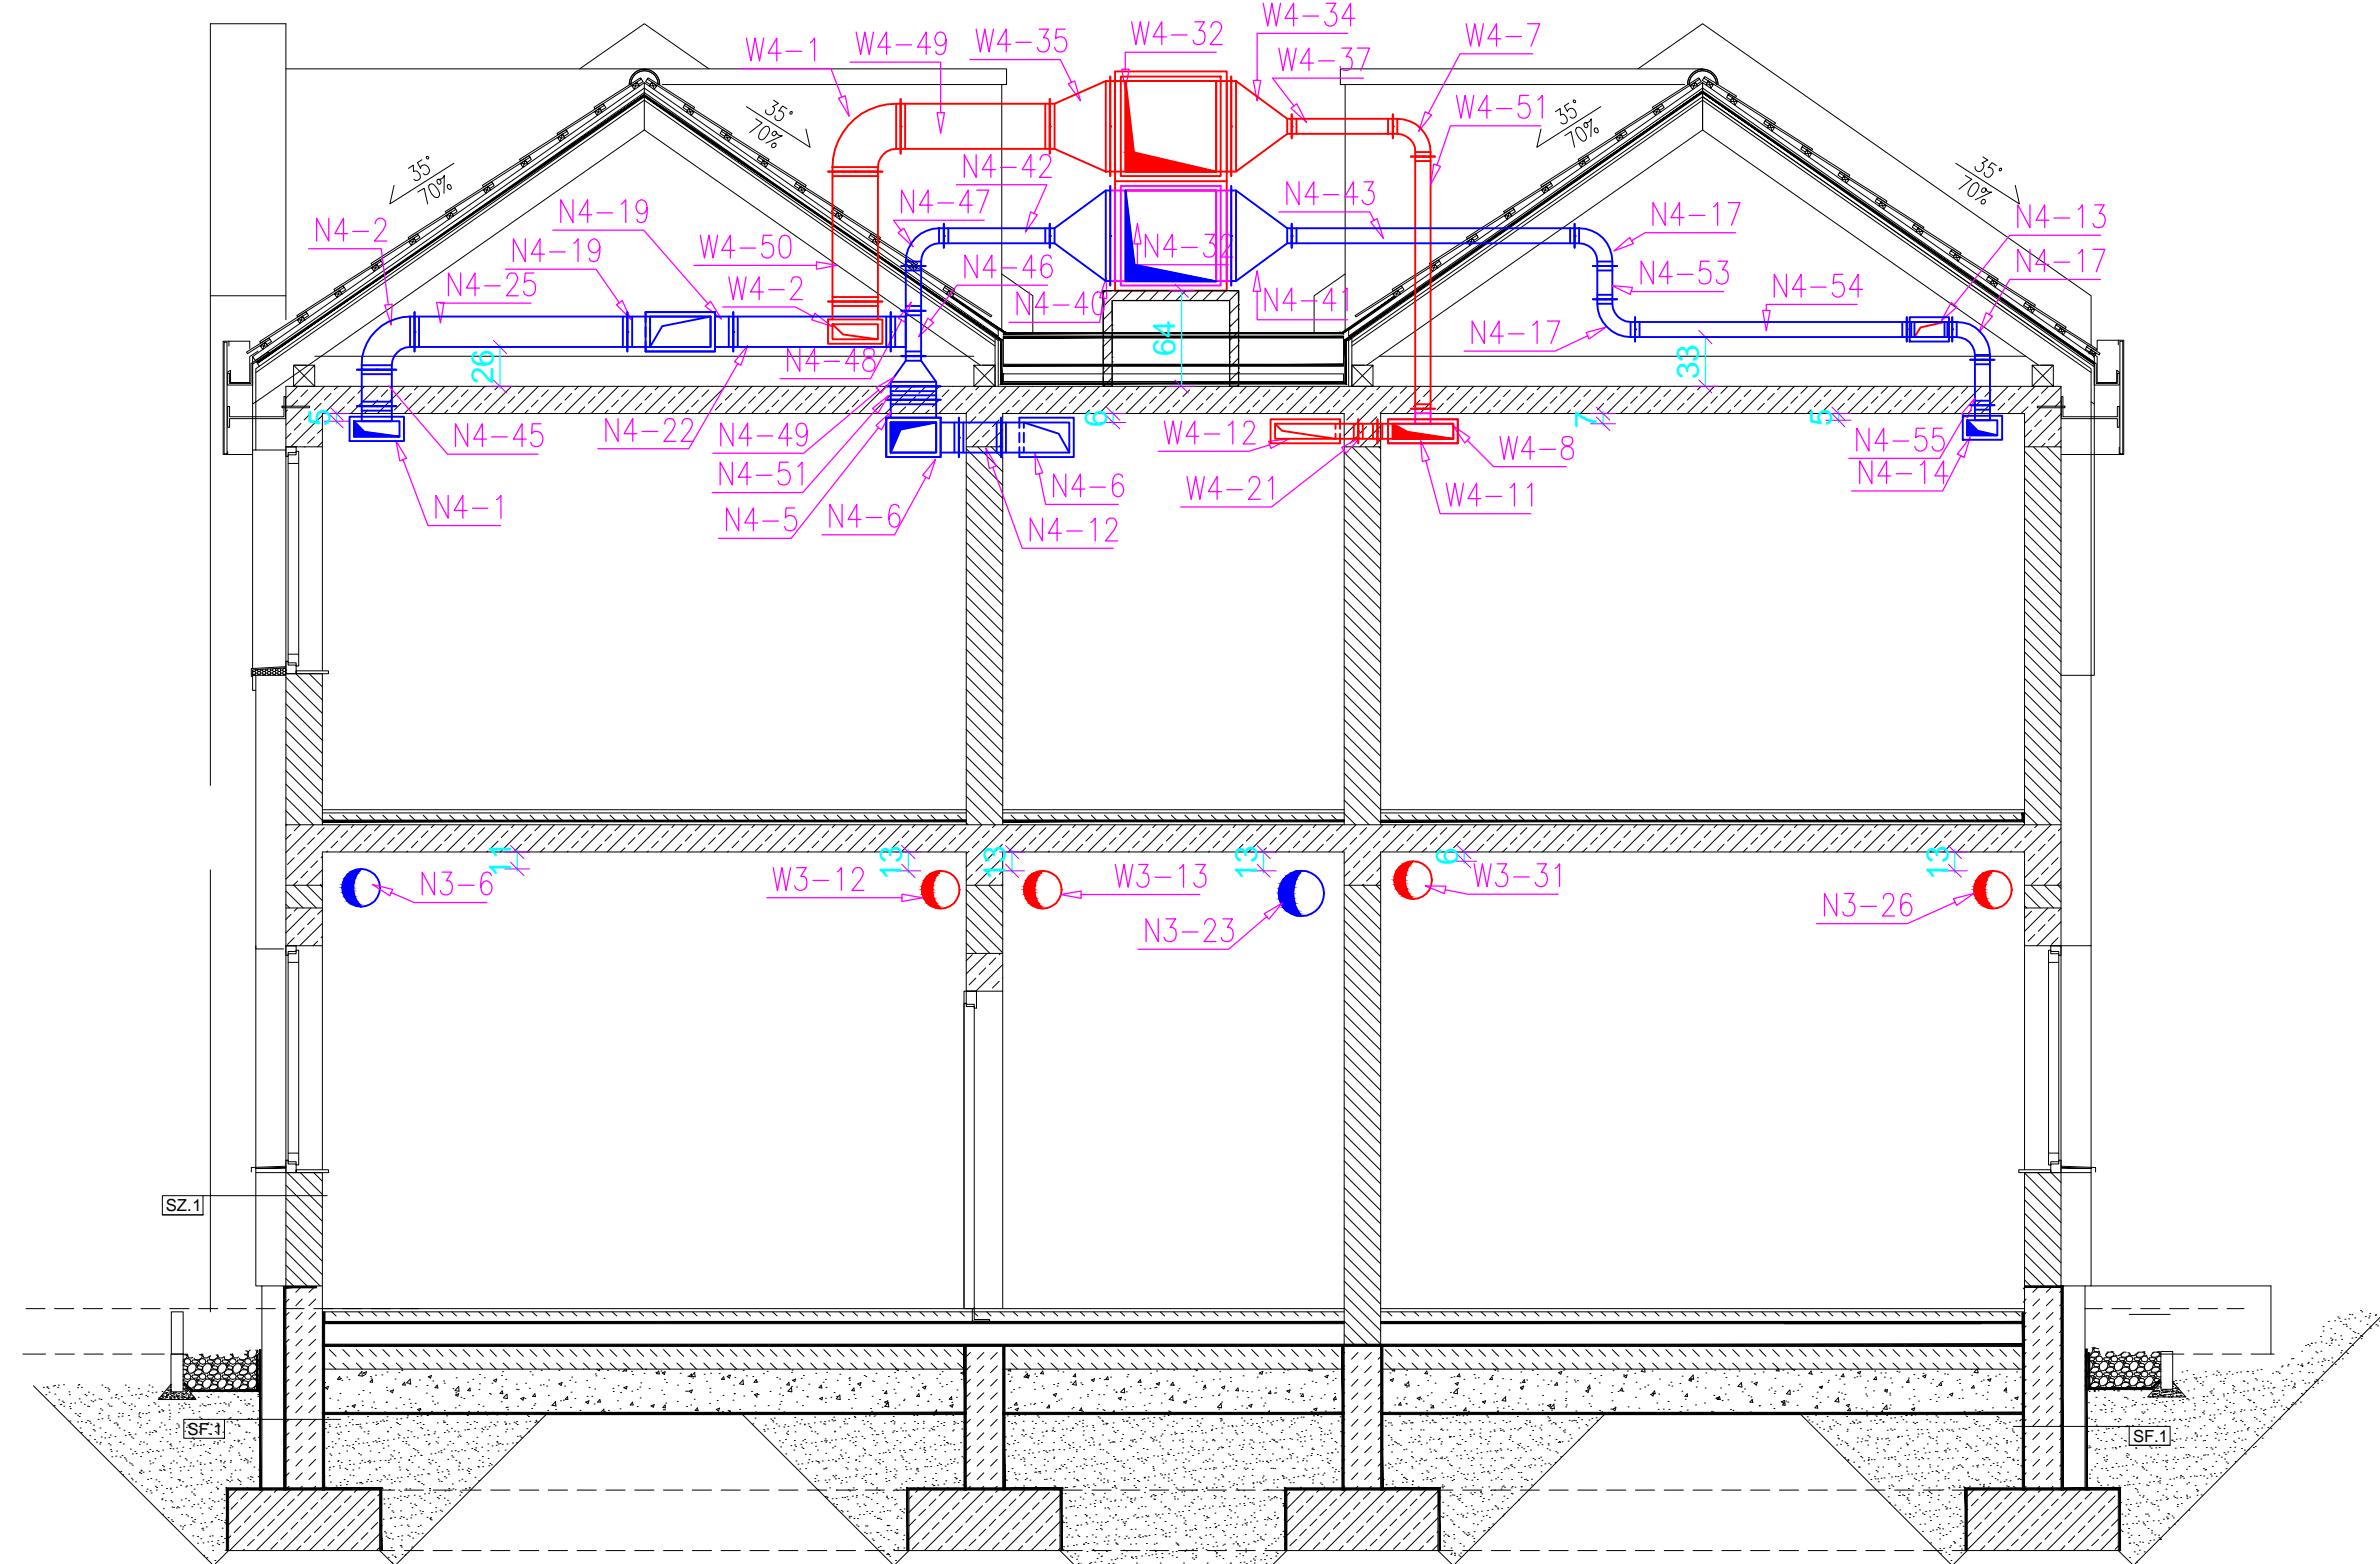 W4-1
W4-49
W4-35
W4-32
W4-34
W4-37
W4-7
W4-51
35°
70%
35°
70%
35°
70%
35°
70%
N4-42
N4-47
N4-43
N4-17
N4-13
N4-17
N4-2
N4-19
N4-19
N4-25
W4-50
W4-2
N4-46
N4-32
N4-40
N4-41
N4-53
N4-54
N4-17
N4-48
26
64
33
5
6
7
5
N4-45
N4-22
N4-49
N4-51
N4-5
N4-6
N4-6
N4-12
N4-1
W4-12
W4-21
W4-8
W4-11
N4-55
N4-14
11
13
13
13
6
13
N3-6
W3-12
W3-13
N3-23
W3-31
N3-26
SZ.1
SF.1
SF.1